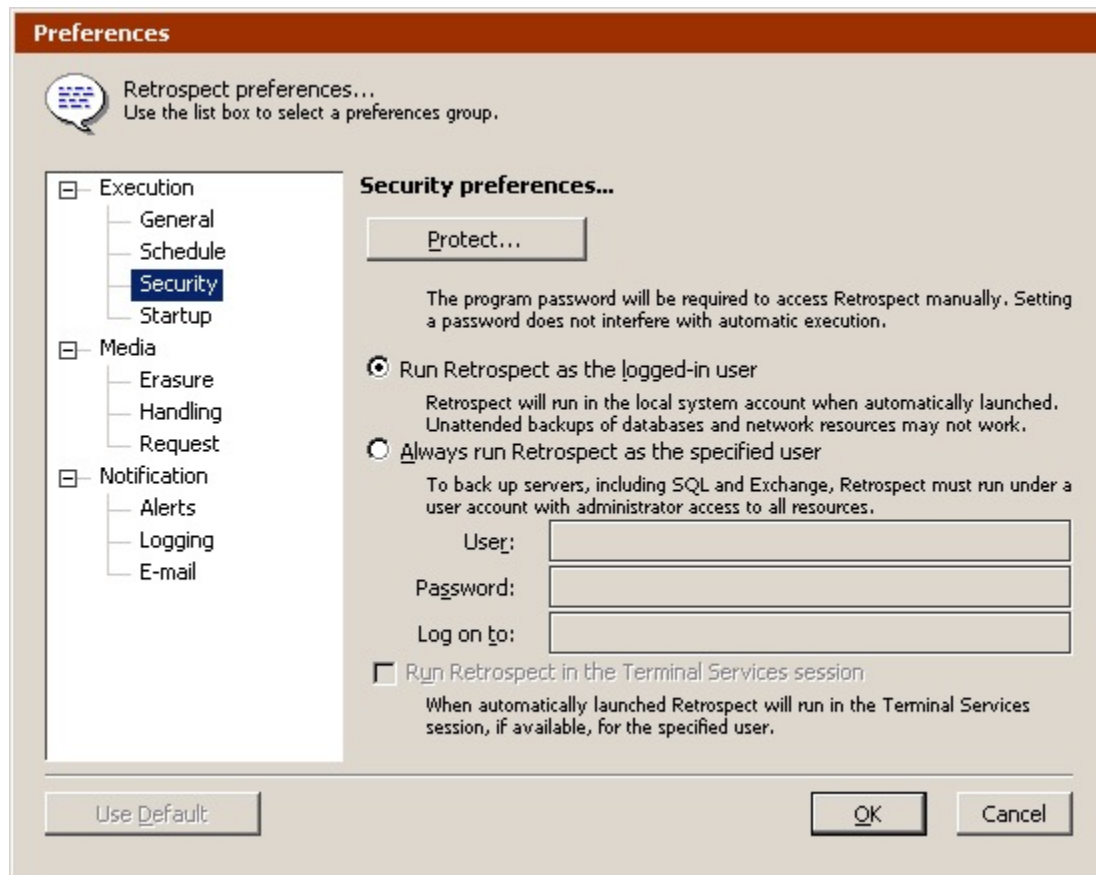 Preferences
Retrospect preferences...
Use the list box to select a preferences group.
Execution
General
Schedule
Security
Startup
Media
Erasure
Handling
Request
Notification
Alerts
Logging
E-mail
Security preferences...
Protect...
The program password will be required to access Retrospect manually. Setting
a password does not interfere with automatic execution.
Run Retrospect as the logged-in user
Retrospect will run in the local system account when automatically launched.
Unattended backups of databases and network resources may not work.
Always run Retrospect as the specified user
To back up servers, including SQL and Exchange, Retrospect must run under a
user account with administrator access to all resources.
User:
Password:
Log on to:
Run Retrospect in the Terminal Services session
When automatically launched Retrospect will run in the Terminal Services
session, if available, for the specified user.
Use Default
OK
Cancel